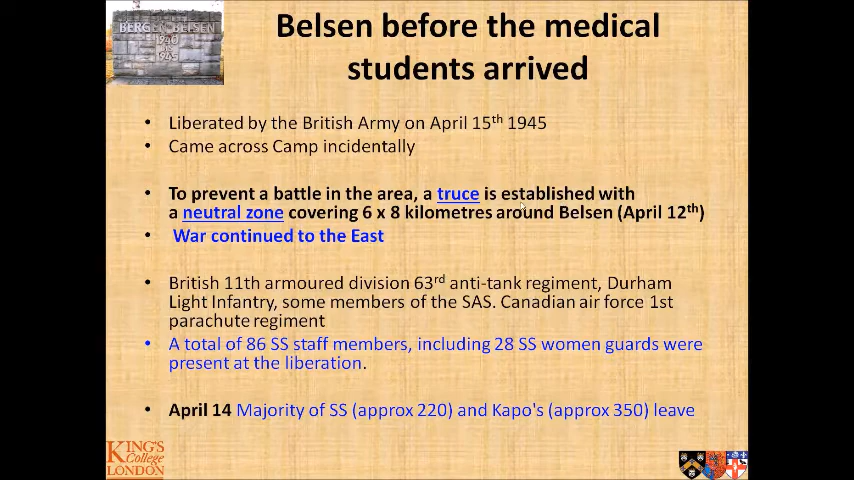 BERGEN-BELSEN
1940
1945
Belsen before the medical
students arrived
• Liberated by the British Army on April 15th 1945
• Came across Camp incidentally
• To prevent a battle in the area, a truce is established with
a neutral zone covering 6 x 8 kilometres around Belsen (April 12th)
• War continued to the East
• British 11th armoured division 63rd anti-tank regiment, Durham
Light Infantry, some members of the SAS. Canadian air force 1st
parachute regiment
• A total of 86 SS staff members, including 28 SS women guards were
present at the liberation.
• April 14 Majority of SS (approx 220) and Kapo's (approx 350) leave
KING'S
College
LONDON